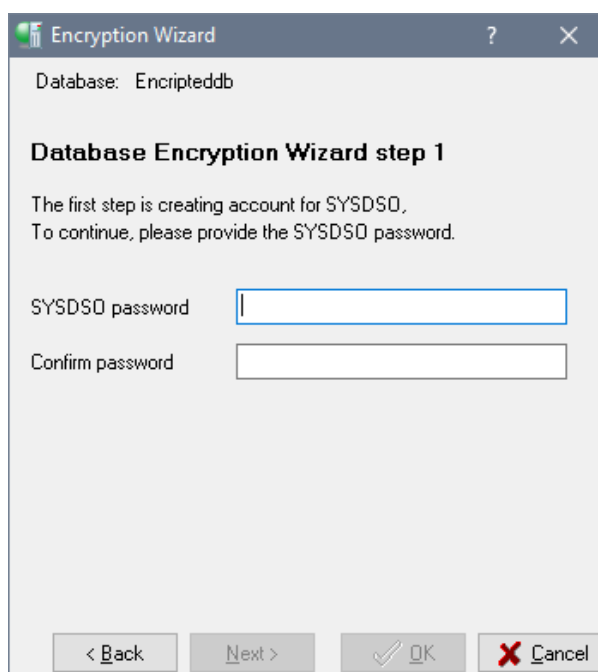 Encryption Wizard ?
Database: Encripteddb
Database Encryption Wizard step 1
The first step is creating account for SYSDSO,
To continue, please provide the SYSDSO password.
SYSDSO password
Confirm password
< Back Next > OK Cancel